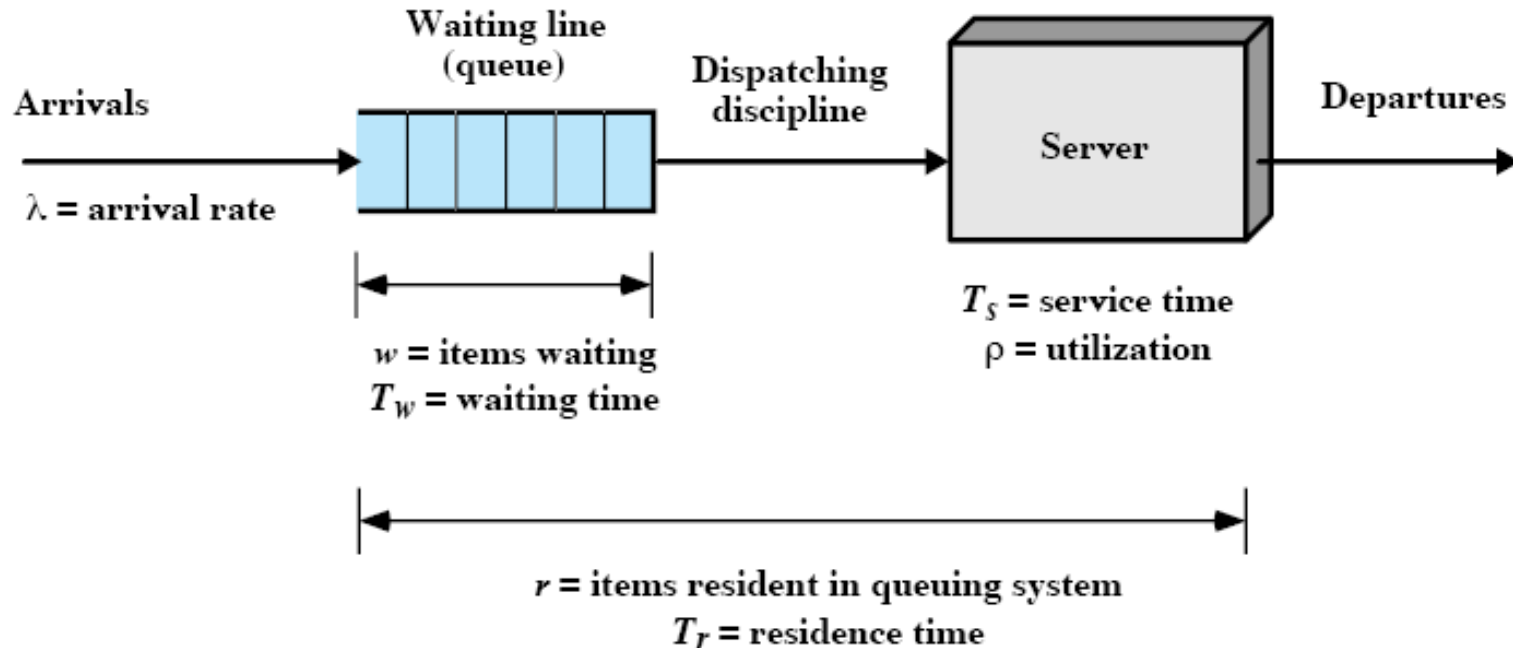 Waiting line
(queue)
Arrivals
λ = arrival rate
Dispatching
discipline
Server
Departures
w = items waiting
T_w = waiting time
T_s = service time
ρ = utilization
r = items resident in queuing system
T_r = residence time